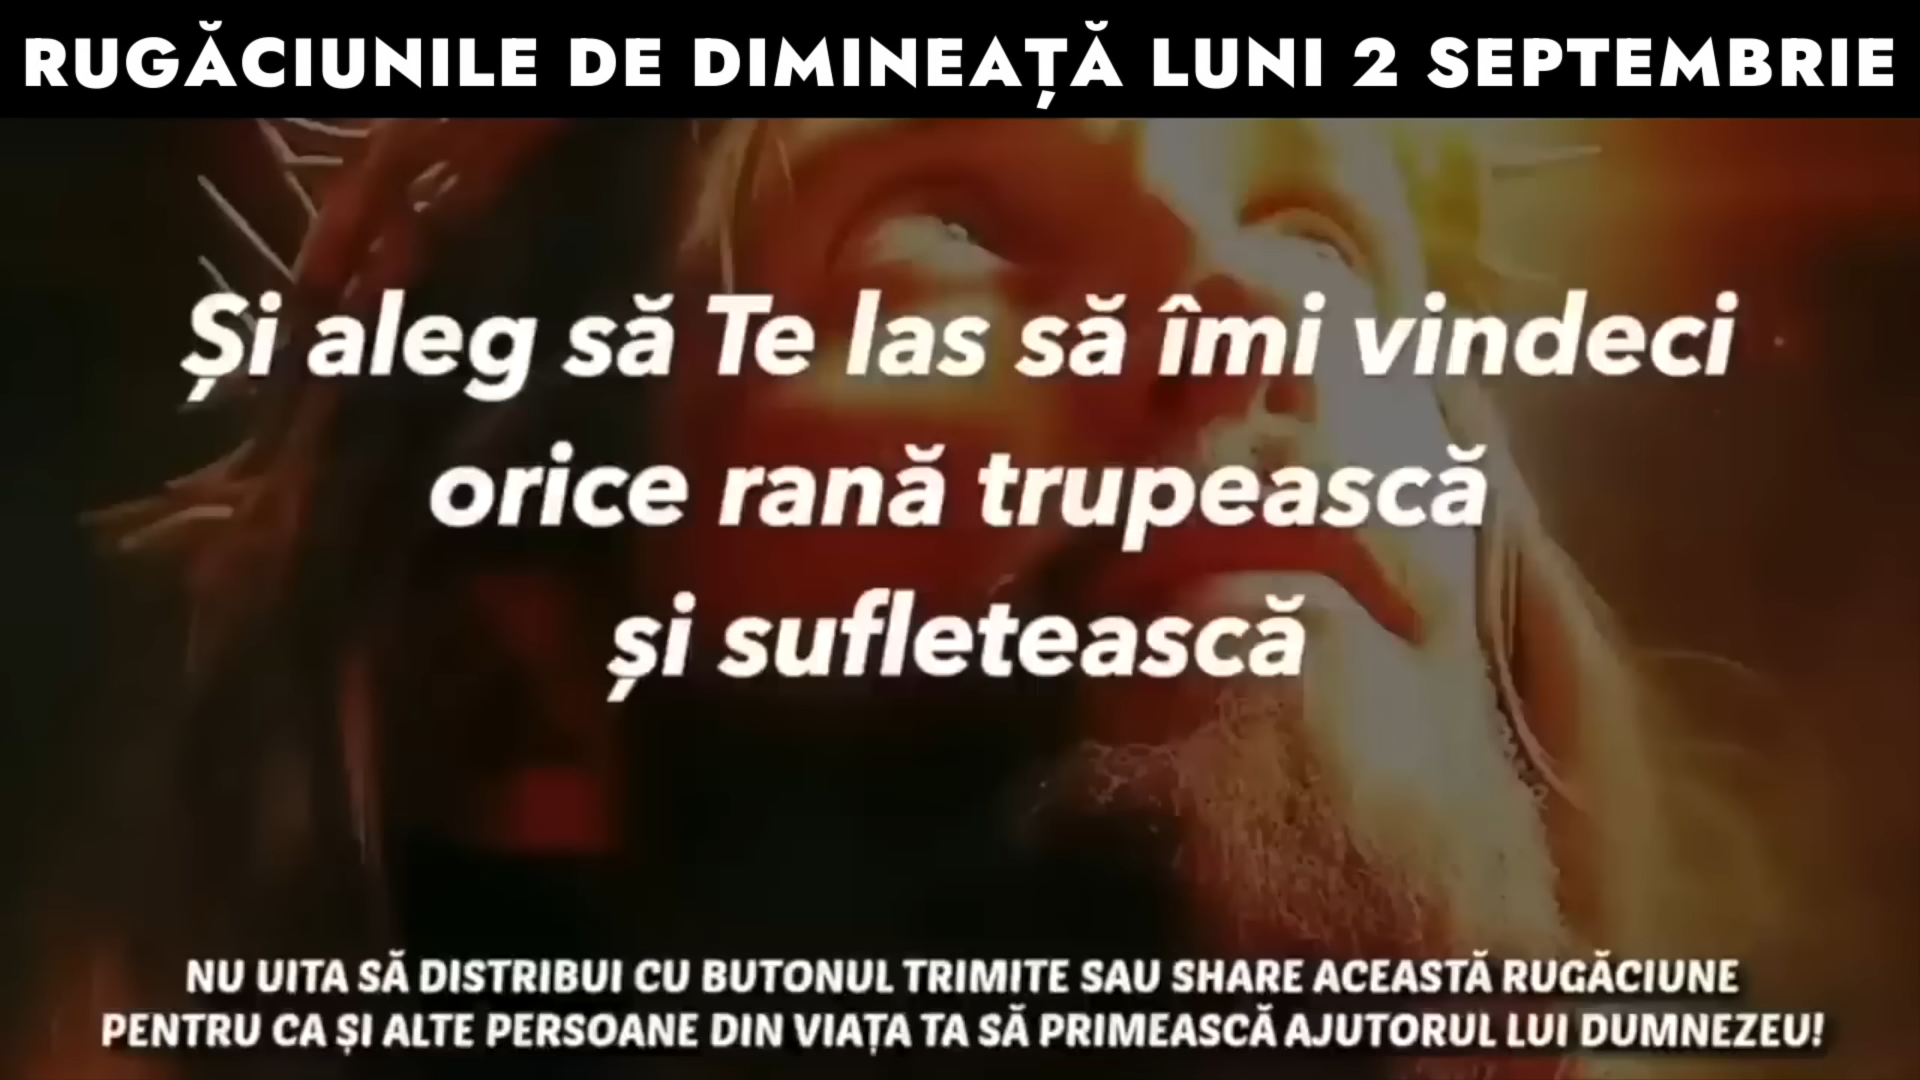 RUGĂCIUNILE DE DIMINEAȚĂ LUNI 2 SEPTEMBRIE
Și aleg să Te las să îmi vindeci
orice rană trupească
și sufletească
NU UITA SĂ DISTRIBUI CU BUTONUL TRIMITE SAU SHARE ACEASTĂ RUGĂCIUNE
PENTRU CA ȘI ALTE PERSOANE DIN VIAȚA TA SĂ PRIMEASCĂ AJUTORUL LUI DUMNEZEU!